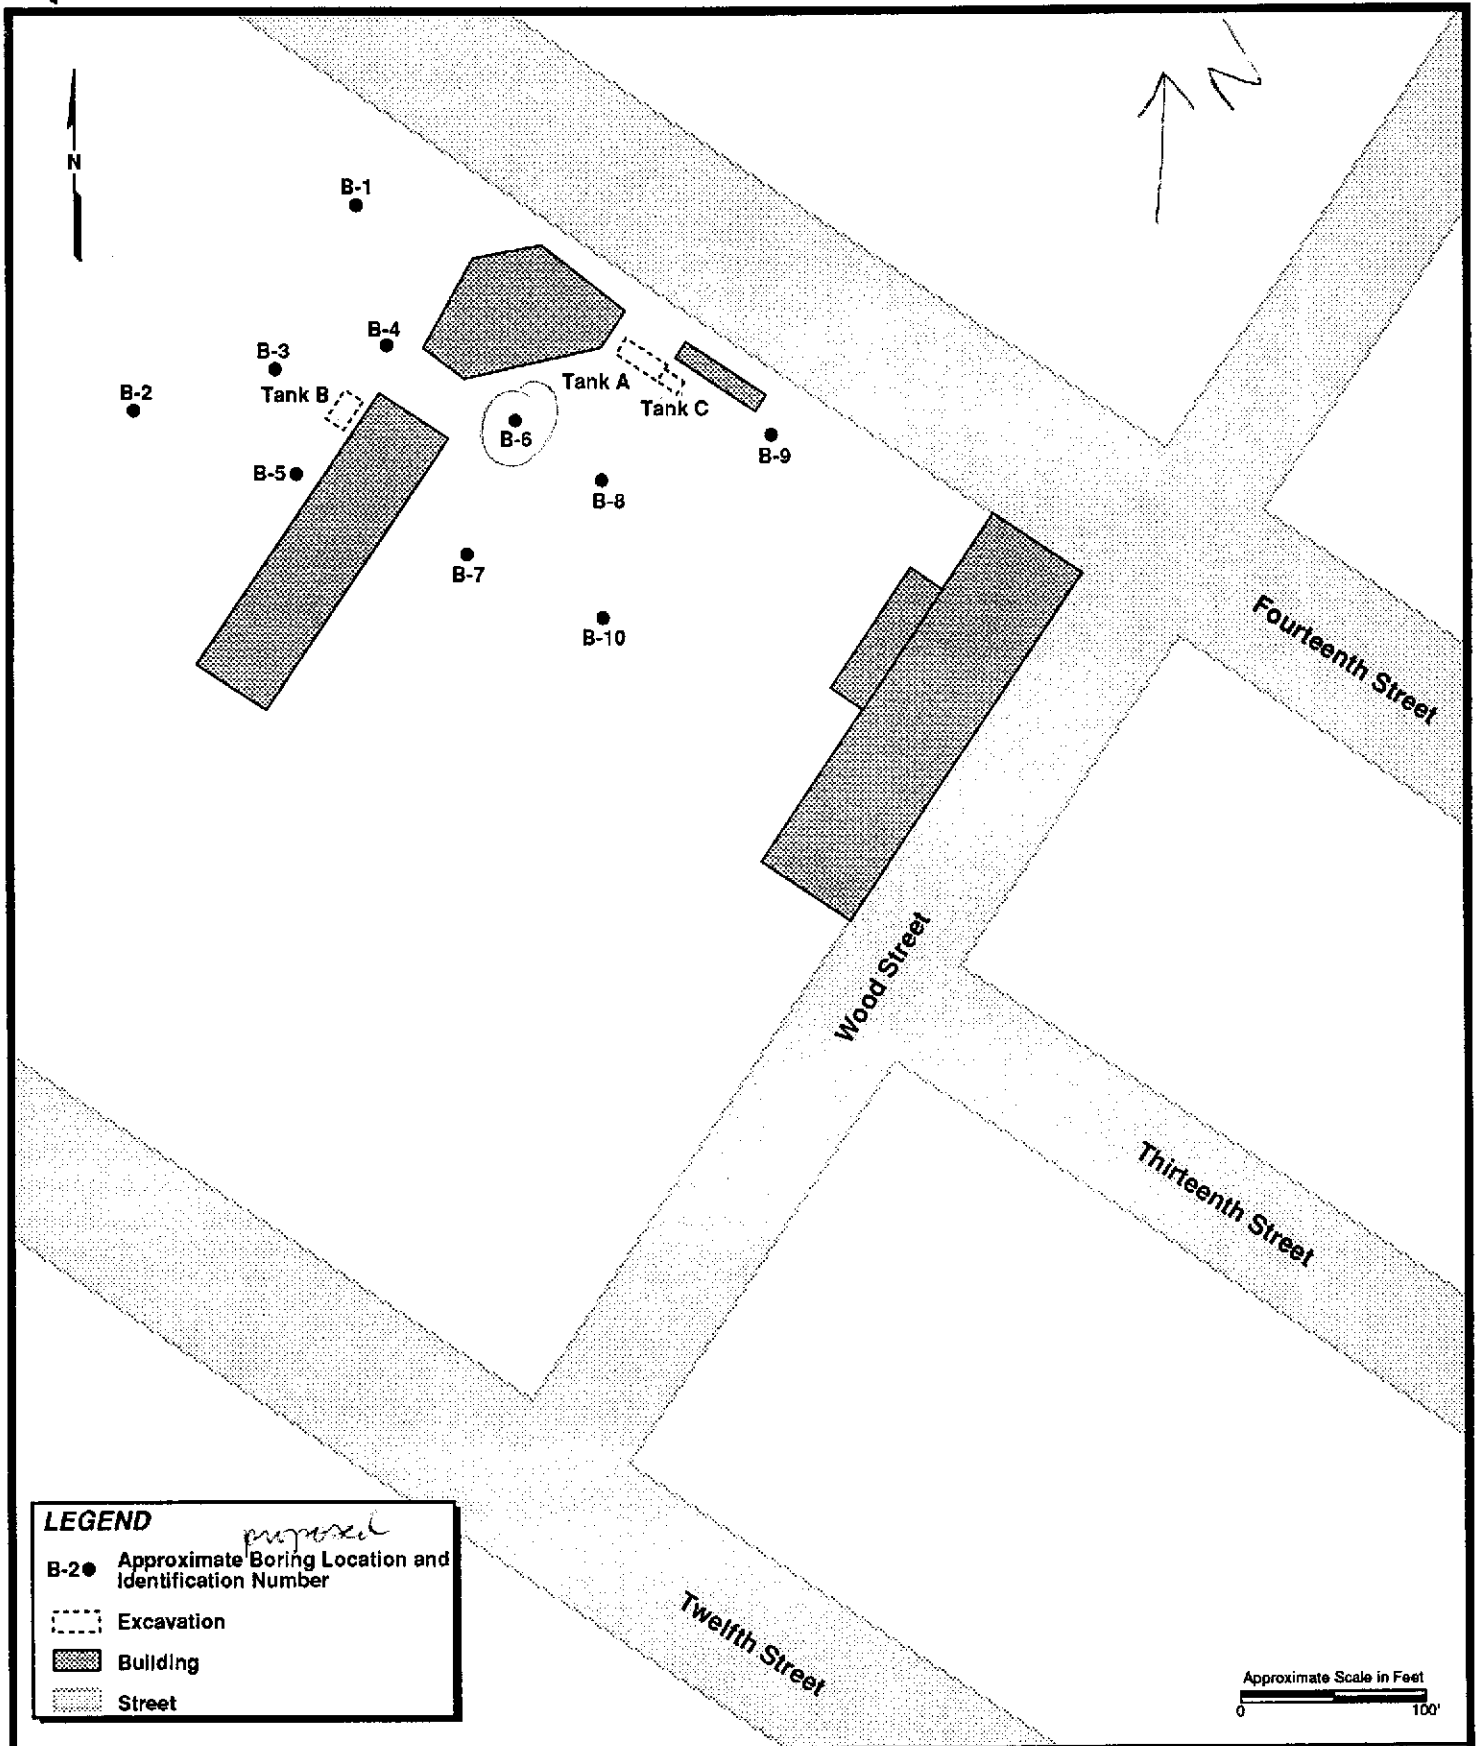 N
N
B-1
B-4
B-3
Tank B
B-2
Tank A
Tank C
B-6
B-9
B-5
B-8
B-7
B-10
Fourteenth Street
Wood Street
Thirteenth Street
Twelfth Street
LEGEND
proposed
B-2 Approximate Boring Location and
Identification Number
Excavation
Building
Street
Approximate Scale in Feet
0 100'